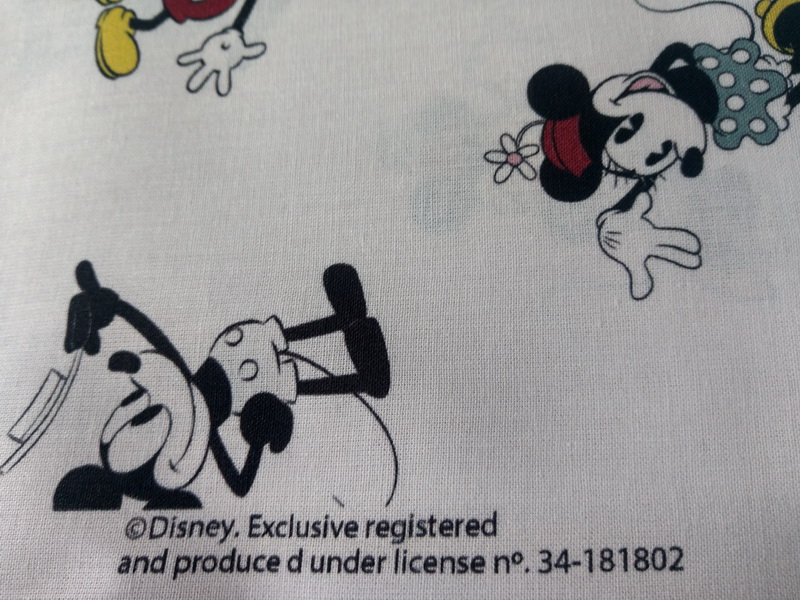 ©Disney. Exclusive registered
and produce d under license nº. 34-181802